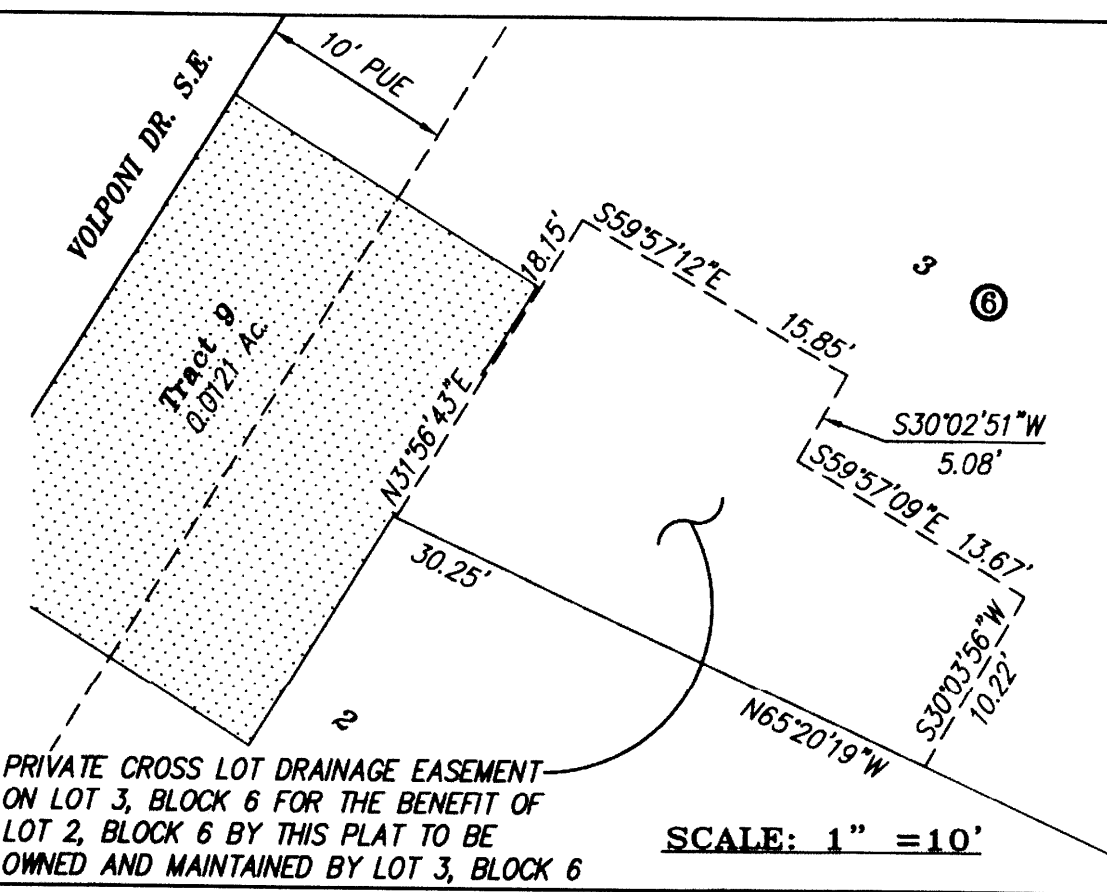 10' PUE
VOLPONI DR. S.E.
Tract 9
0.0121 Ac.
18.15'
N31°56'43"E
S59°57'12"E
15.85'
3
6
S30°02'51"W
5.08'
S59°57'09"E 13.67'
S30°03'56"W
10.22'
30.25'
N65°20'19"W
2
PRIVATE CROSS LOT DRAINAGE EASEMENT
ON LOT 3, BLOCK 6 FOR THE BENEFIT OF
LOT 2, BLOCK 6 BY THIS PLAT TO BE
OWNED AND MAINTAINED BY LOT 3, BLOCK 6
SCALE: 1" =10'